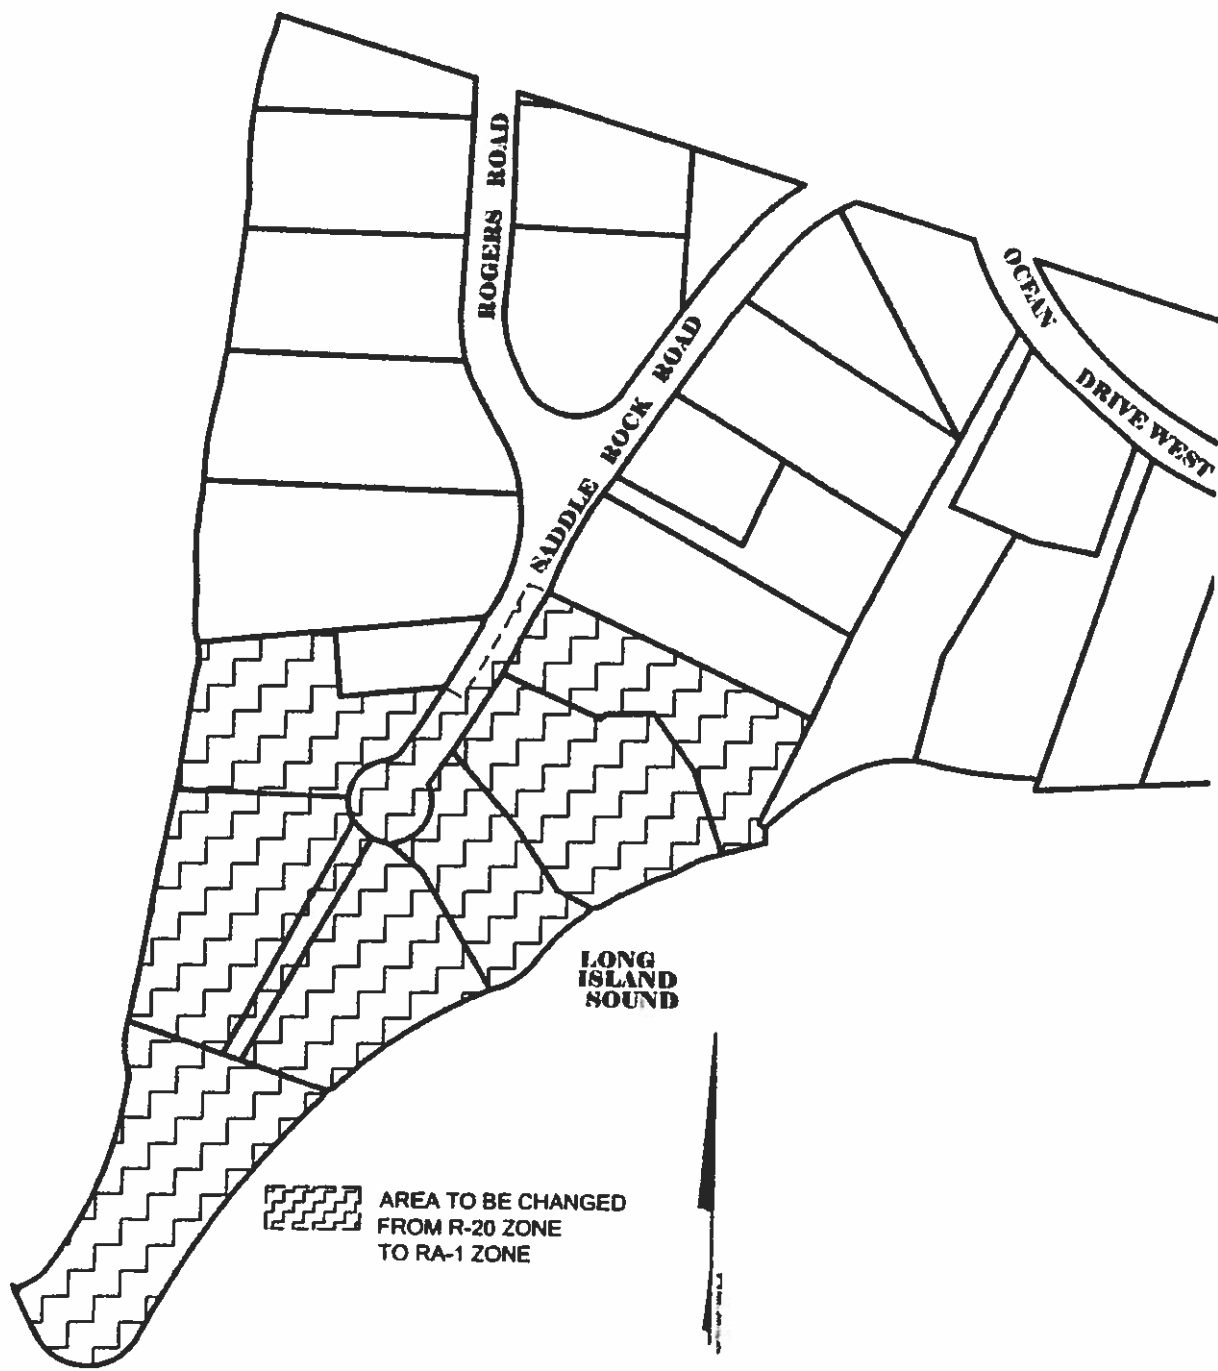 ROGERS ROAD
SADDLE ROCK ROAD
OCEAN DRIVE WEST
LONG
ISLAND
SOUND
AREA TO BE CHANGED
FROM R-20 ZONE
TO RA-1 ZONE